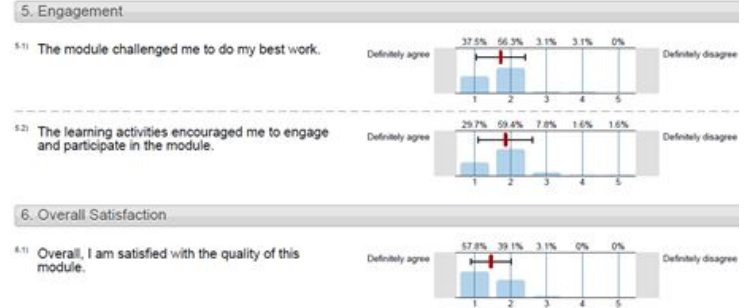 5. Engagement
5.1) The module challenged me to do my best work.
Definitely agree
37.5% 56.3% 3.1% 3.1% 0%
1 2 3 4 5
Definitely disagree
5.2) The learning activities encouraged me to engage
and participate in the module.
Definitely agree
29.7% 59.4% 7.8% 1.6% 1.6%
1 2 3 4 5
Definitely disagree
6. Overall Satisfaction
6.1) Overall, I am satisfied with the quality of this
module.
Definitely agree
57.8% 39.1% 3.1% 0% 0%
1 2 3 4 5
Definitely disagree